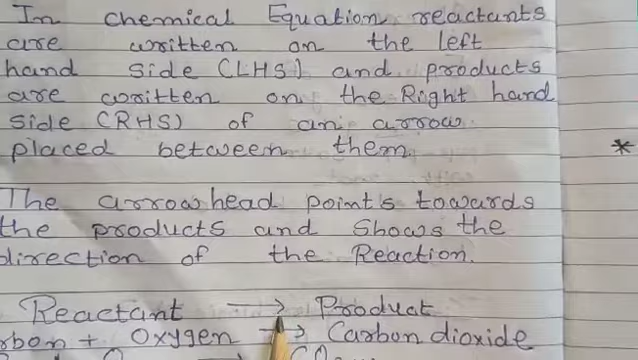 In chemical Equation, reactants
are written on the left
hand side (LHS) and products
are written on the Right hand
side (RHS) of an arrow
placed between them. *
The arrowhead points towards
the products and shows the
direction of the Reaction.
Reactant → Product
rbon + Oxygen → Carbon dioxide